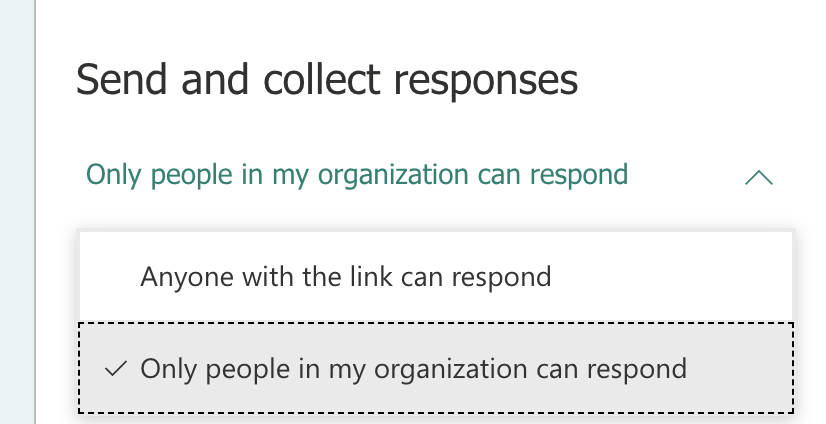 Send and collect responses
Only people in my organization can respond
Anyone with the link can respond
Only people in my organization can respond